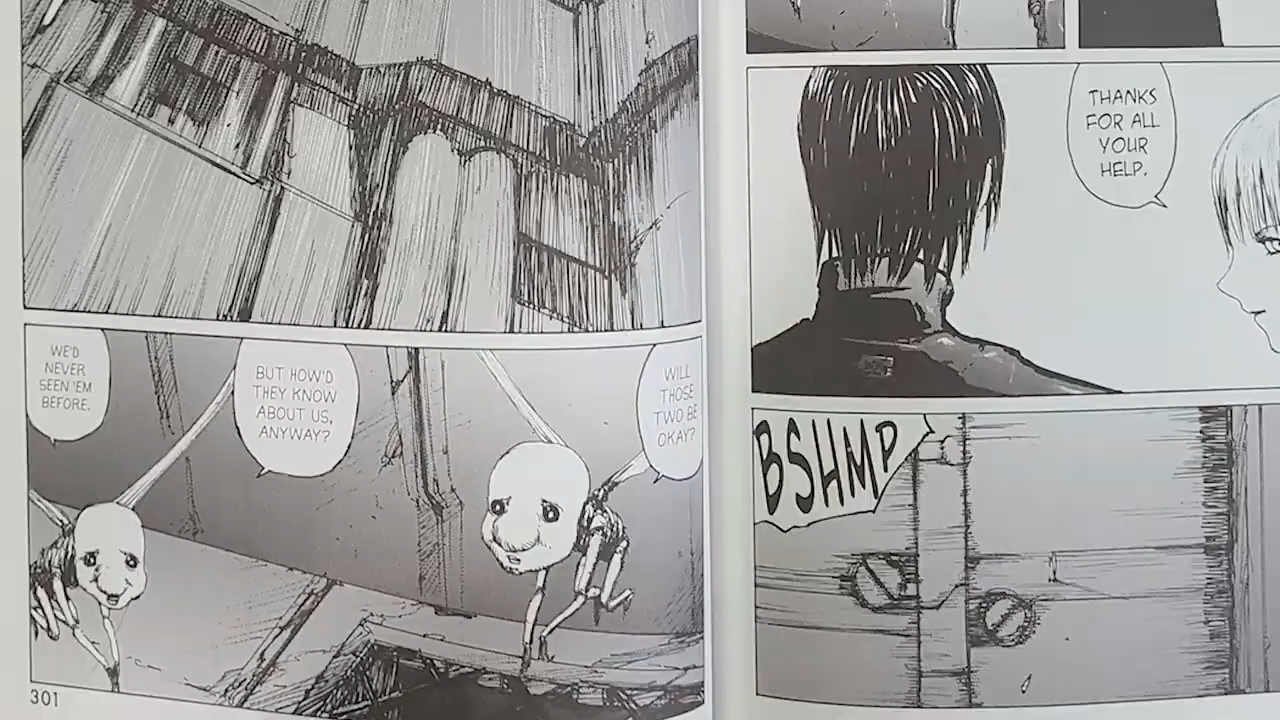 THANKS
FOR ALL
YOUR
HELP.
BSHMP
WILL
THOSE
TWO BE
OKAY?
BUT HOW'D
THEY KNOW
ABOUT US,
ANYWAY?
WE'D
NEVER
SEEN 'EM
BEFORE.
301